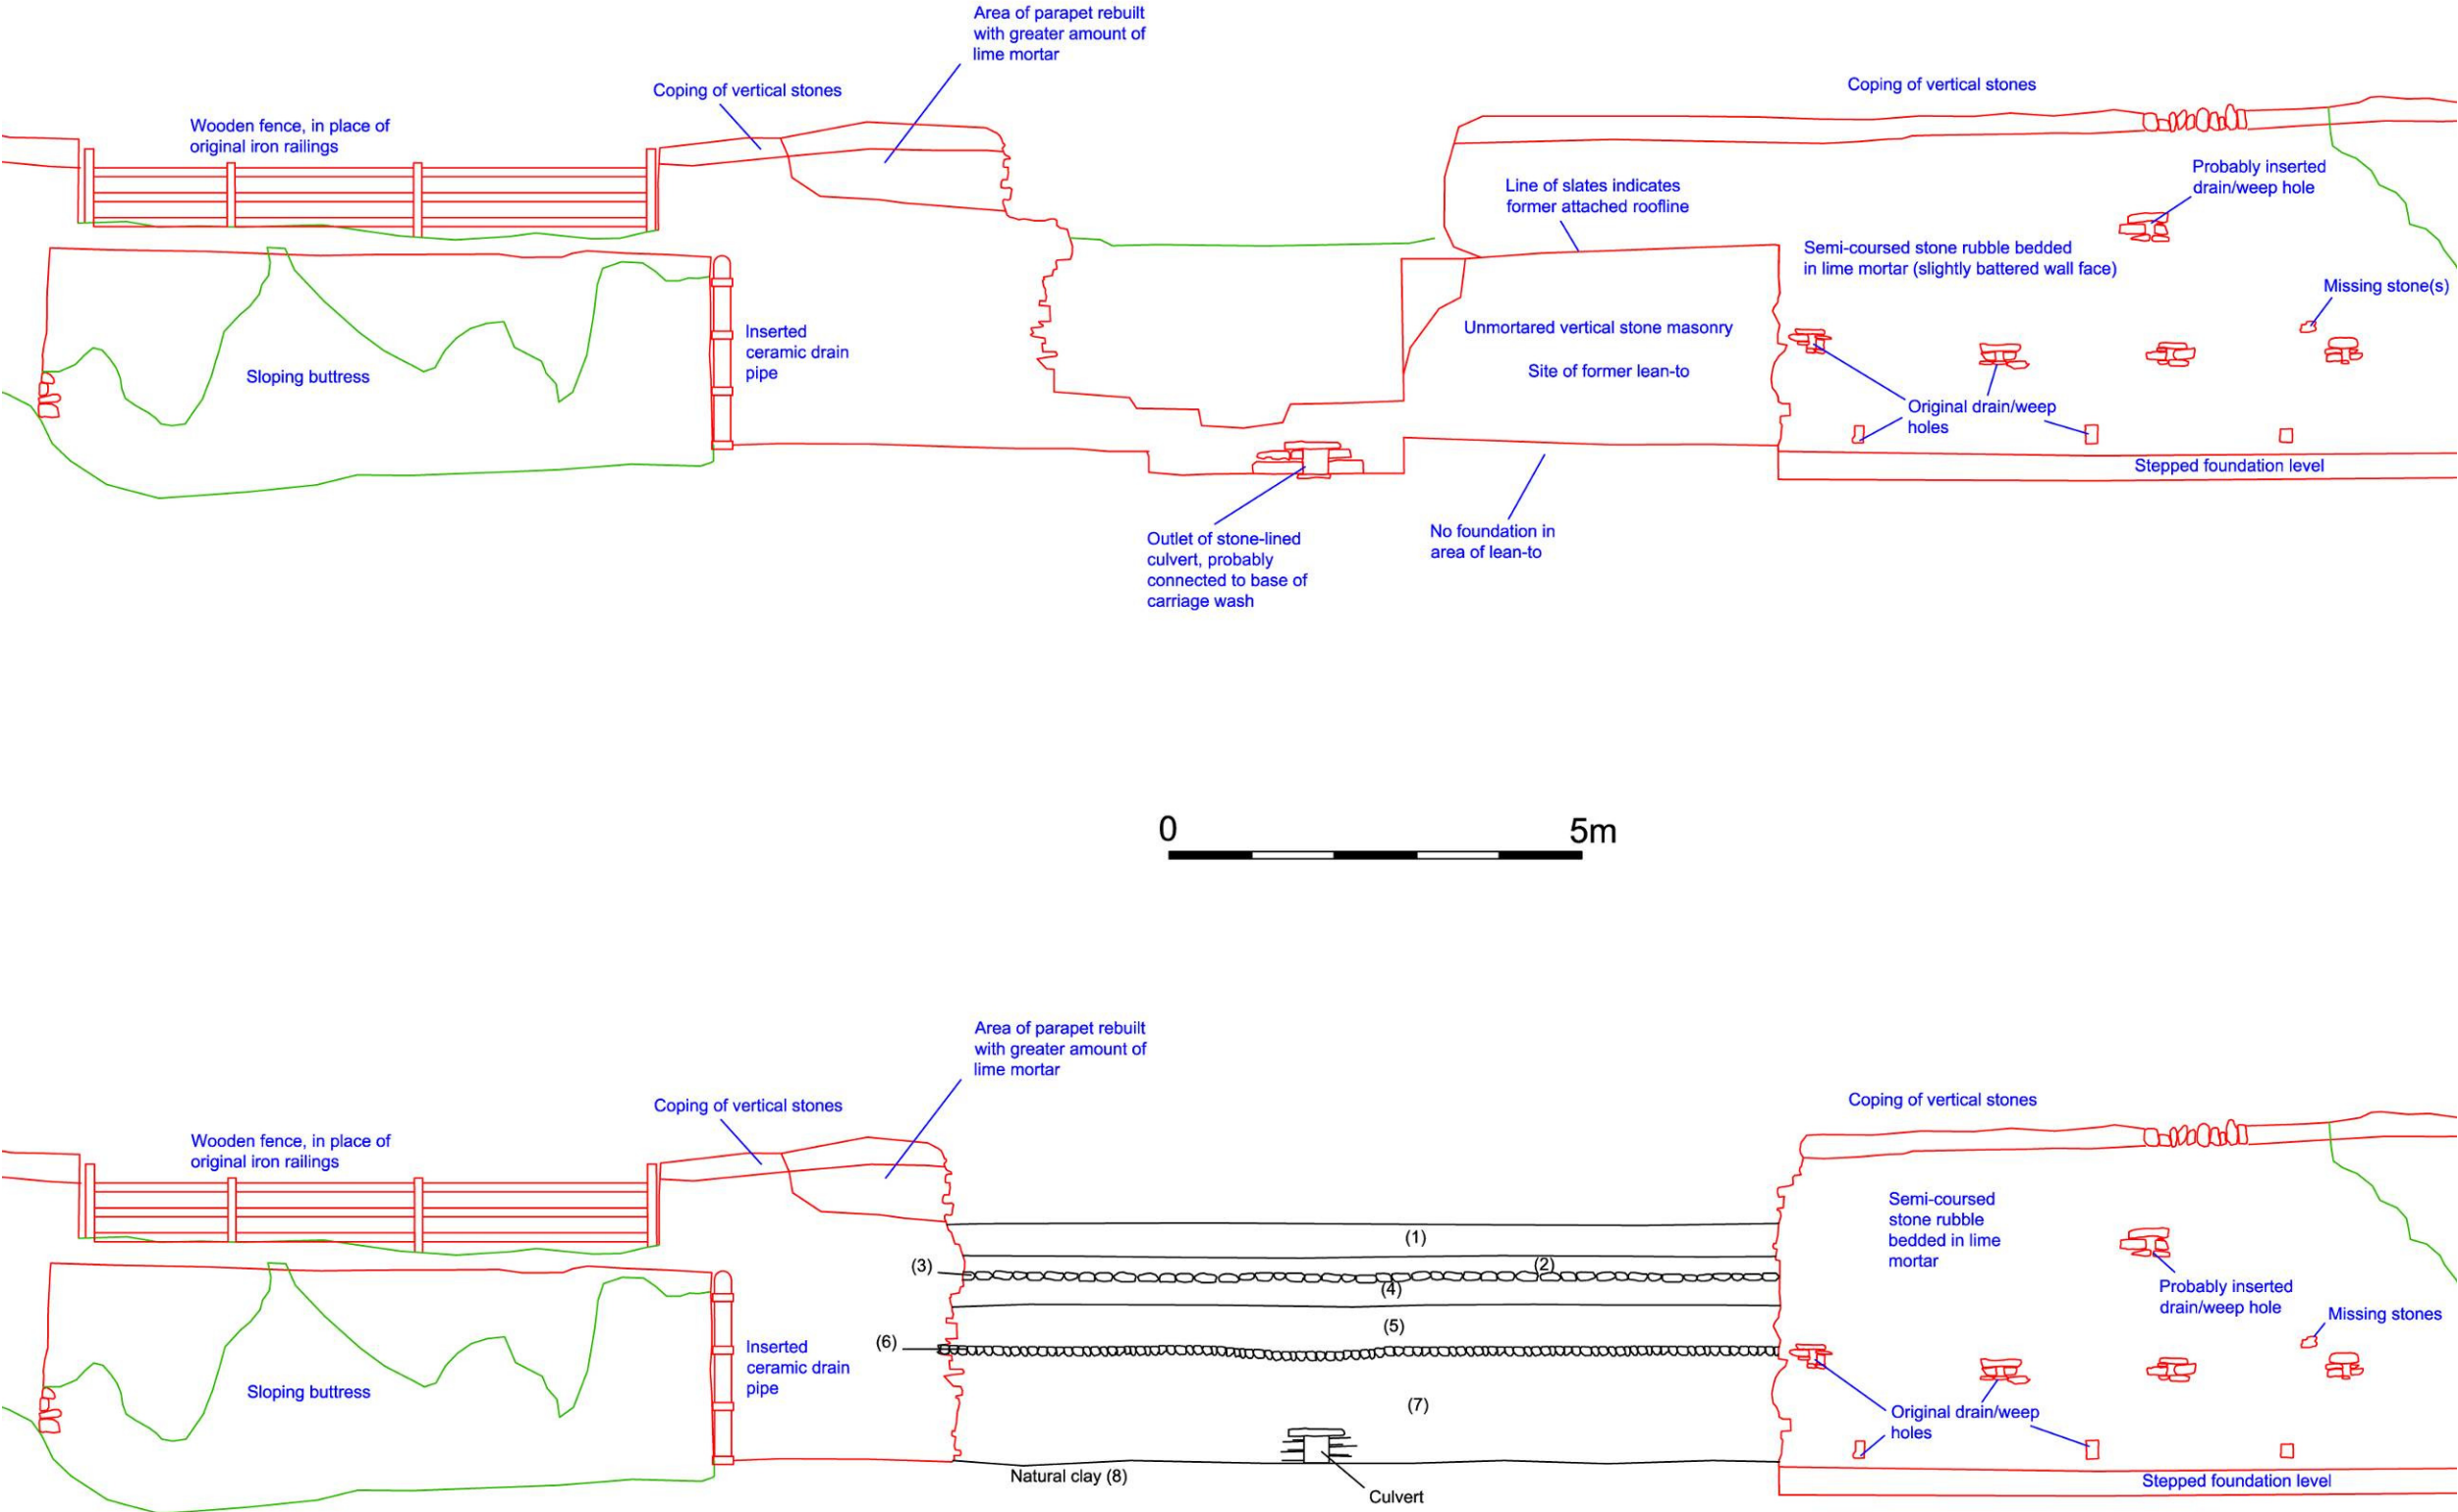 Area of parapet rebuilt
with greater amount of
lime mortar
Coping of vertical stones
Coping of vertical stones
Wooden fence, in place of
original iron railings
Probably inserted
drain/weep hole
Line of slates indicates
former attached roofline
Semi-coursed stone rubble bedded
in lime mortar (slightly battered wall face)
Missing stone(s)
Inserted
ceramic drain
pipe
Unmortared vertical stone masonry
Site of former lean-to
Sloping buttress
Original drain/weep
holes
Stepped foundation level
Outlet of stone-lined
culvert, probably
connected to base of
carriage wash
No foundation in
area of lean-to
0
5m
Area of parapet rebuilt
with greater amount of
lime mortar
Coping of vertical stones
Coping of vertical stones
Wooden fence, in place of
original iron railings
Semi-coursed
stone rubble
bedded in lime
mortar
(1)
(2)
(3)
(4)
Probably inserted
drain/weep hole
Missing stones
(5)
(6)
Inserted
ceramic drain
pipe
Sloping buttress
(7)
Original drain/weep
holes
Natural clay (8)
Culvert
Stepped foundation level